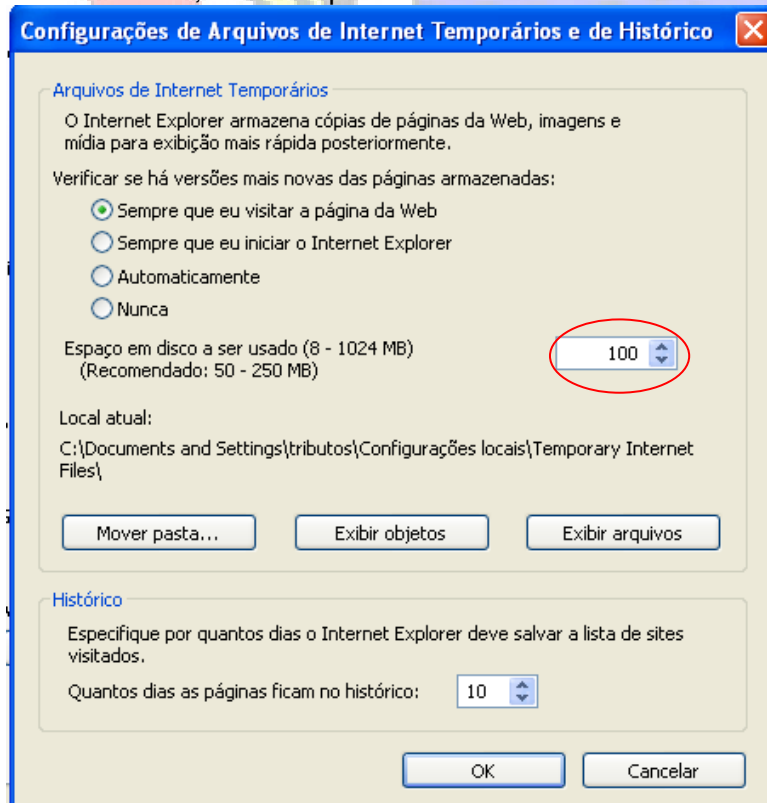 Configurações de Arquivos de Internet Temporários e de Histórico
Arquivos de Internet Temporários
O Internet Explorer armazena cópias de páginas da Web, imagens e
mídia para exibição mais rápida posteriormente.
Verificar se há versões mais novas das páginas armazenadas:
Sempre que eu visitar a página da Web
Sempre que eu iniciar o Internet Explorer
Automaticamente
Nunca
Espaço em disco a ser usado (8 - 1024 MB) 100
(Recomendado: 50 - 250 MB)
Local atual:
C:\Documents and Settings\tributos\Configurações locais\Temporary Internet
Files\
Mover pasta... Exibir objetos Exibir arquivos
Histórico
Especifique por quantos dias o Internet Explorer deve salvar a lista de sites
visitados.
Quantos dias as páginas ficam no histórico: 10
OK Cancelar